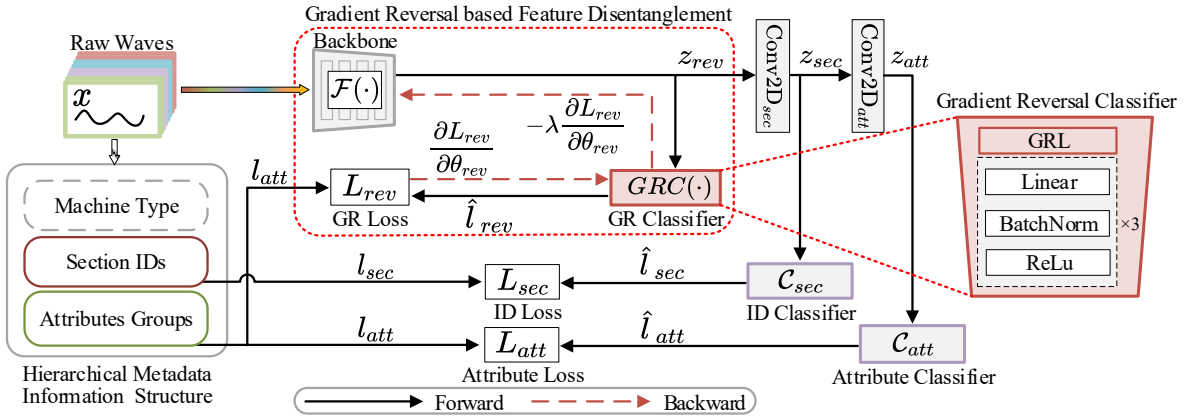 Gradient Reversal based Feature Disentanglement
Raw Waves
x
Backbone
F(·)
z_rev
Conv2D_sec
z_sec
Conv2D_att
z_att
∂L_rev
∂θ_rev
−λ ∂L_rev
∂θ_rev
l_att
L_rev
GR Loss
l̂_rev
GRC(·)
GR Classifier
Gradient Reversal Classifier
GRL
Linear
BatchNorm
ReLu
×3
Machine Type
Section IDs
Attributes Groups
Hierarchical Metadata
Information Structure
l_sec
L_sec
ID Loss
l̂_sec
C_sec
ID Classifier
l_att
L_att
Attribute Loss
l̂_att
C_att
Attribute Classifier
Forward
Backward